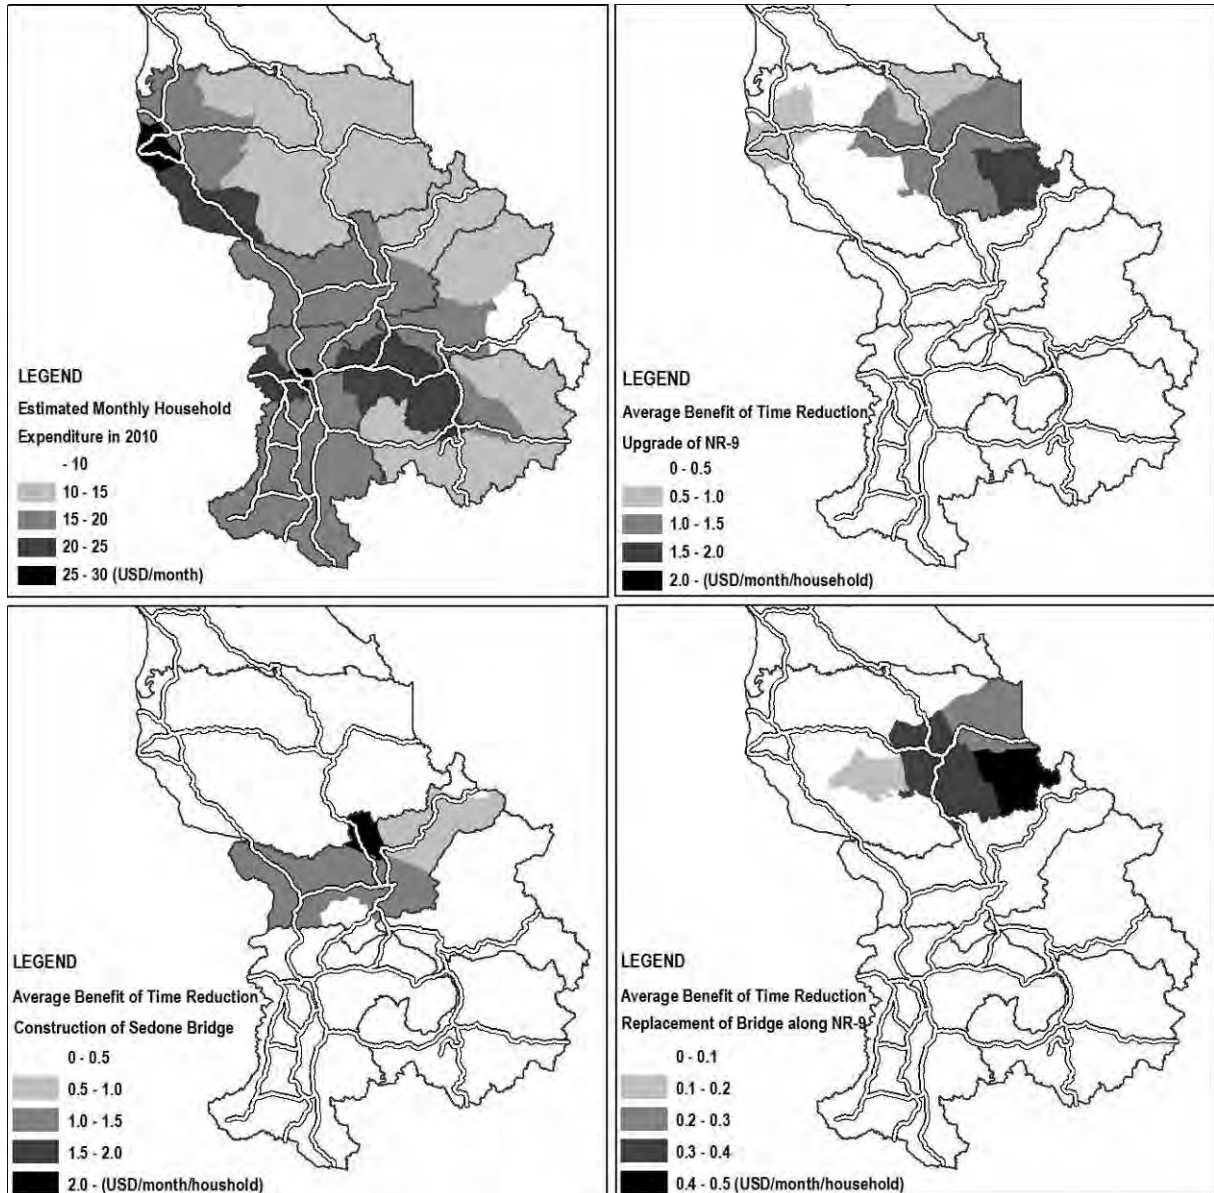 LEGEND
Estimated Monthly Household
Expenditure in 2010
- 10
10 - 15
15 - 20
20 - 25
25 - 30 (USD/month)
LEGEND
Average Benefit of Time Reduction
Upgrade of NR-9
0 - 0.5
0.5 - 1.0
1.0 - 1.5
1.5 - 2.0
2.0 - (USD/month/household)
LEGEND
Average Benefit of Time Reduction
Construction of Sedone Bridge
0 - 0.5
0.5 - 1.0
1.0 - 1.5
1.5 - 2.0
2.0 - (USD/month/houshold)
LEGEND
Average Benefit of Time Reduction
Replacement of Bridge along NR-9
0 - 0.1
0.1 - 0.2
0.2 - 0.3
0.3 - 0.4
0.4 - 0.5 (USD/month/household)